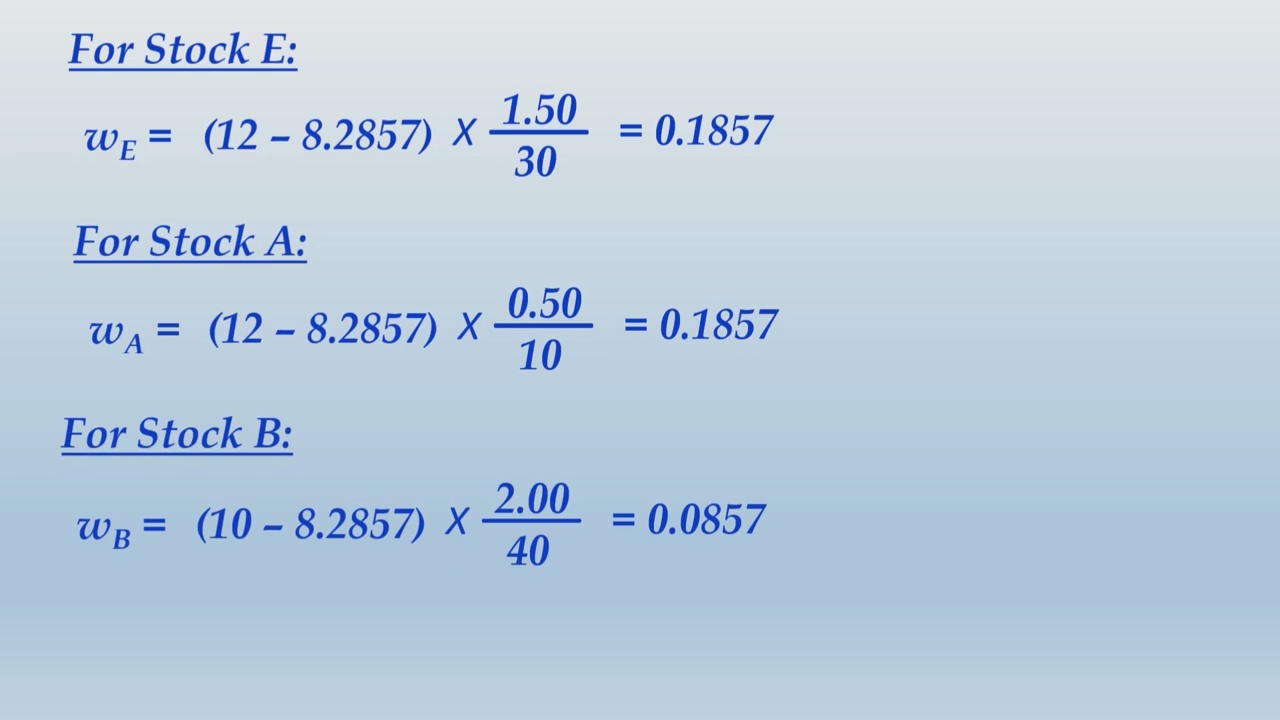 For Stock E:
w_E = (12 – 8.2857) X 1.50/30 = 0.1857
For Stock A:
w_A = (12 – 8.2857) X 0.50/10 = 0.1857
For Stock B:
w_B = (10 – 8.2857) X 2.00/40 = 0.0857